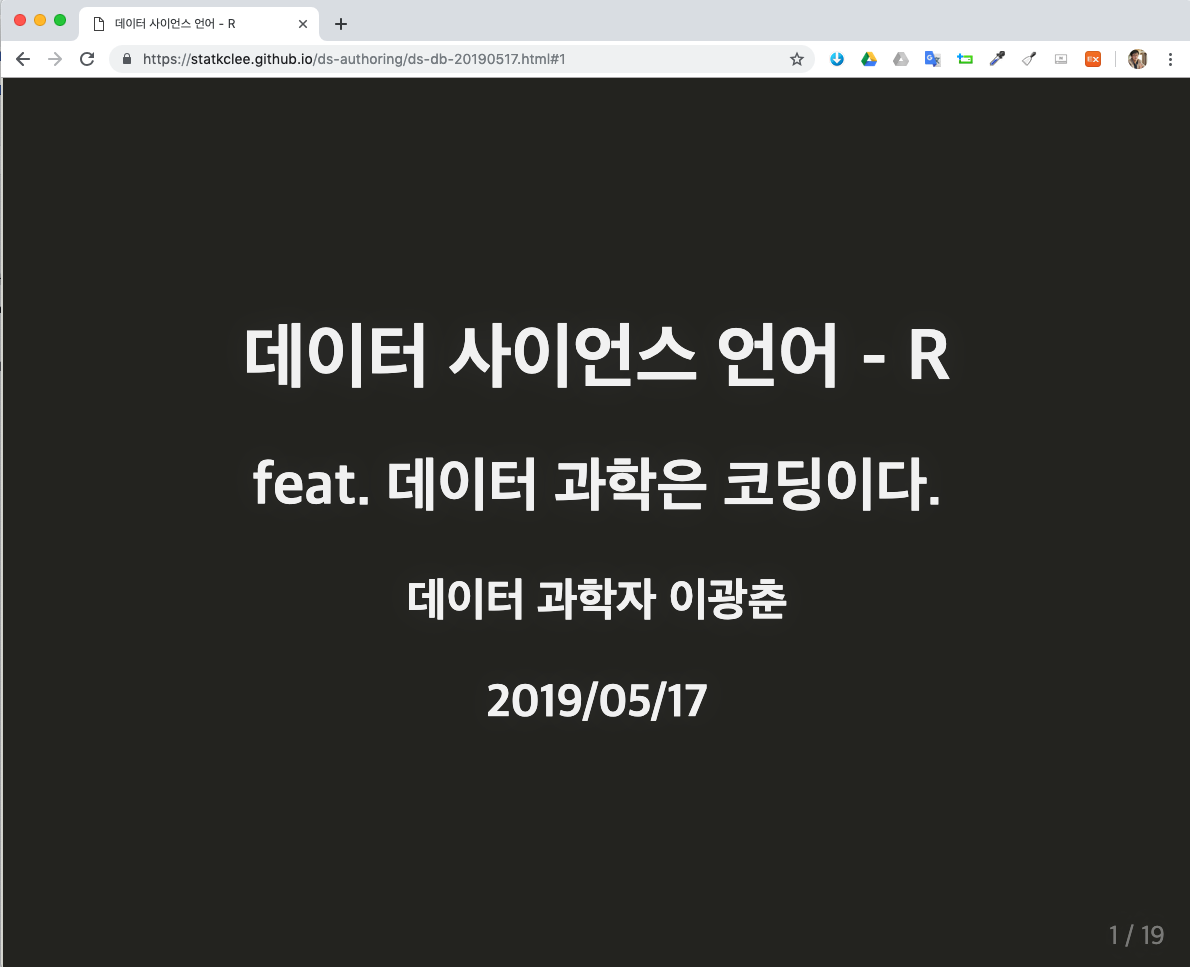 데이터 사이언스 언어 - R
https://statkclee.github.io/ds-authoring/ds-db-20190517.html#1
EX
데이터 사이언스 언어 - R
feat. 데이터 과학은 코딩이다.
데이터 과학자 이광춘
2019/05/17
1 / 19